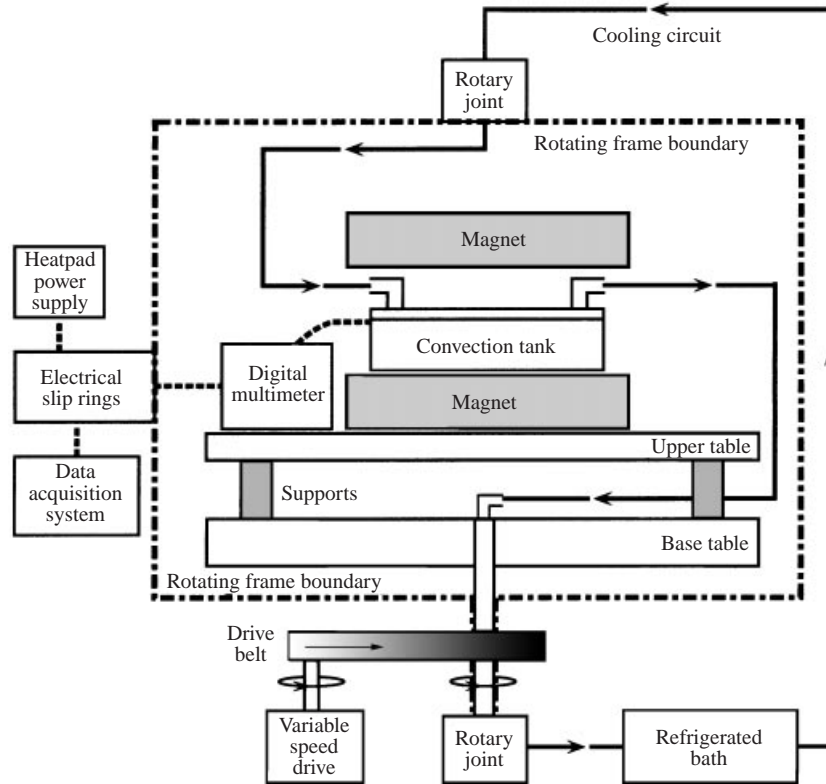 Cooling circuit
Rotary
joint
Rotating frame boundary
Magnet
Heatpad
power
supply
Convection tank
Digital
multimeter
Electrical
slip rings
Magnet
Upper table
Data
acquisition
system
Supports
Base table
Rotating frame boundary
Drive
belt
Variable
speed
drive
Rotary
joint
Refrigerated
bath